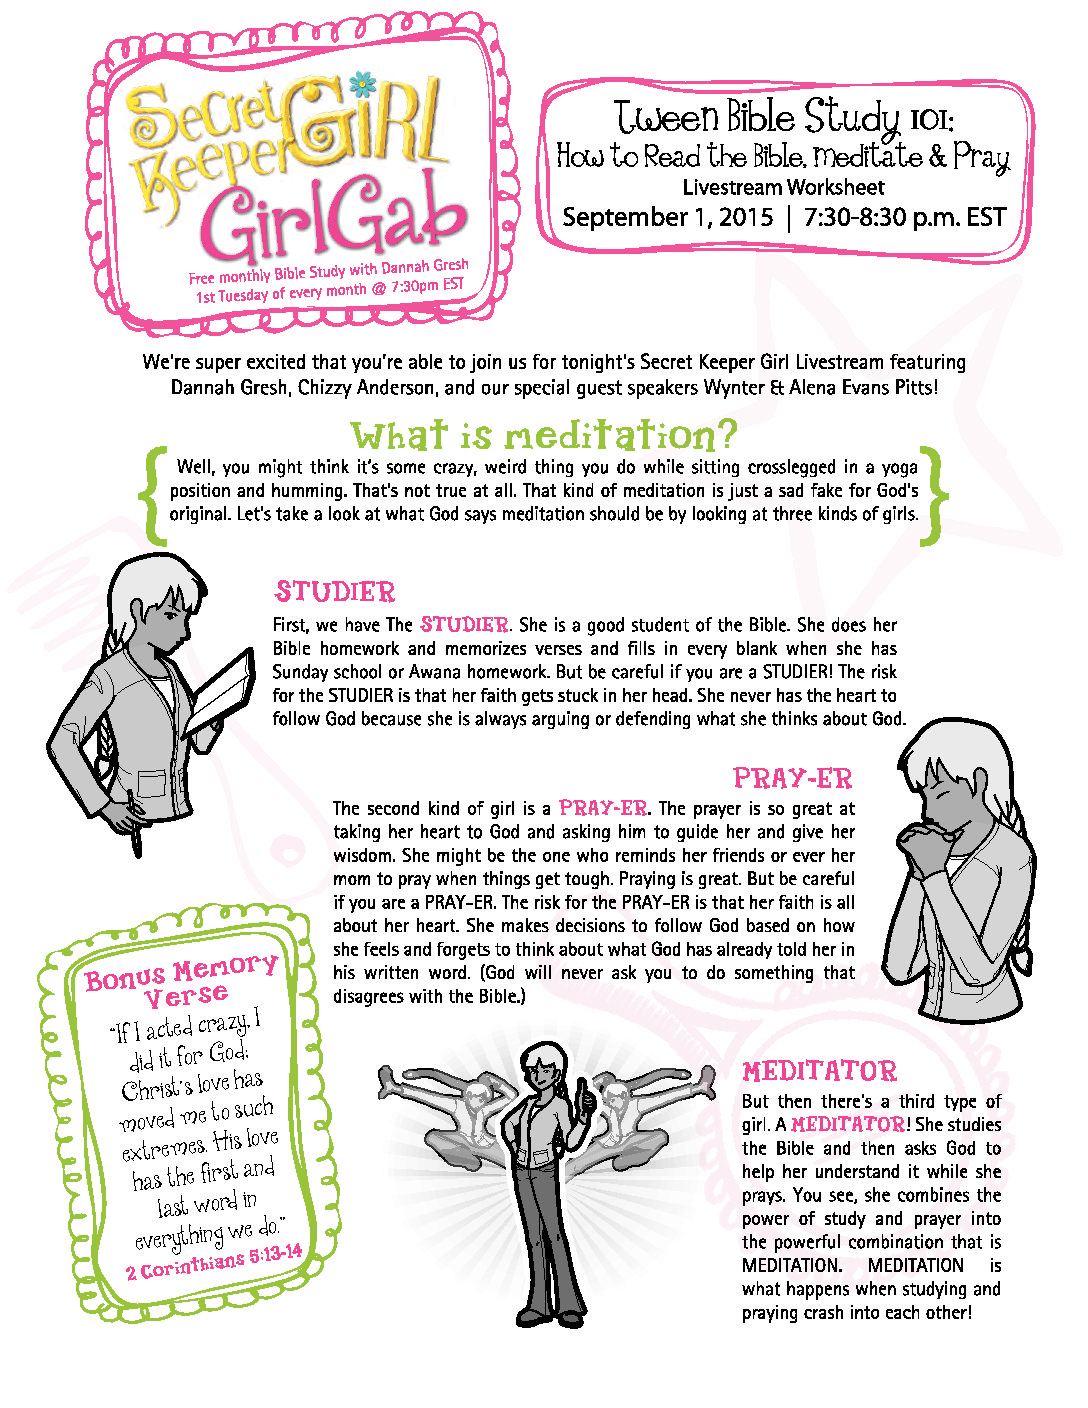 Secret
Keeper GiRL
GirlGab
Free monthly Bible Study with Dannah Gresh
1st Tuesday of every month @ 7:30pm EST
Tween Bible Study 101:
How to Read the Bible, Meditate & Pray
Livestream Worksheet
September 1, 2015 | 7:30-8:30 p.m. EST
We're super excited that you're able to join us for tonight's Secret Keeper Girl Livestream featuring
Dannah Gresh, Chizzy Anderson, and our special guest speakers Wynter & Alena Evans Pitts!
What is meditation?
Well, you might think it's some crazy, weird thing you do while sitting crosslegged in a yoga
position and humming. That's not true at all. That kind of meditation is just a sad fake for God's
original. Let's take a look at what God says meditation should be by looking at three kinds of girls.
STUDIER
First, we have The STUDIER. She is a good student of the Bible. She does her
Bible homework and memorizes verses and fills in every blank when she has
Sunday school or Awana homework. But be careful if you are a STUDIER! The risk
for the STUDIER is that her faith gets stuck in her head. She never has the heart to
follow God because she is always arguing or defending what she thinks about God.
PRAY-ER
The second kind of girl is a PRAY-ER. The prayer is so great at
taking her heart to God and asking him to guide her and give her
wisdom. She might be the one who reminds her friends or ever her
mom to pray when things get tough. Praying is great. But be careful
if you are a PRAY-ER. The risk for the PRAY-ER is that her faith is all
about her heart. She makes decisions to follow God based on how
she feels and forgets to think about what God has already told her in
his written word. (God will never ask you to do something that
disagrees with the Bible.)
Bonus Memory
Verse
"If I acted crazy, I
did it for God;
Christ's love has
moved me to such
extremes. His love
has the first and
last word in
everything we do."
2 Corinthians 5:13-14
MEDITATOR
But then there's a third type of
girl. A MEDITATOR! She studies
the Bible and then asks God to
help her understand it while she
prays. You see, she combines the
power of study and prayer into
the powerful combination that is
MEDITATION. MEDITATION is
what happens when studying and
praying crash into each other!